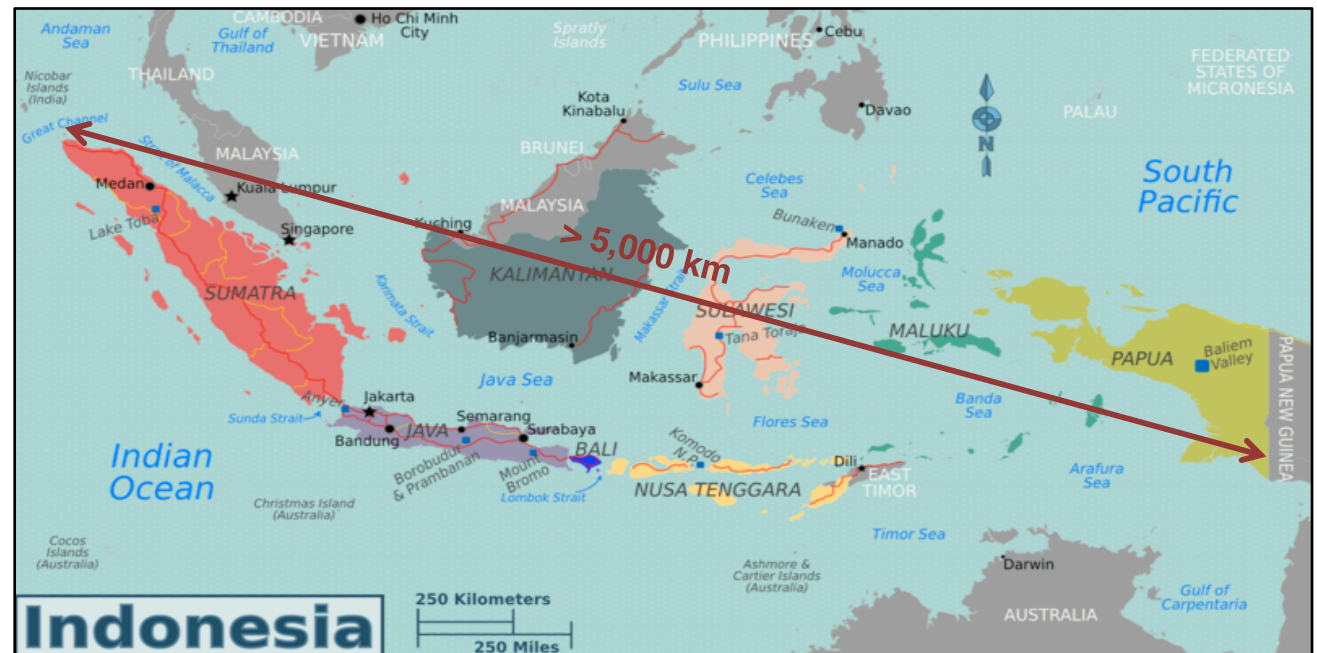 Andaman
Sea
CAMBODIA
Ho Chi Minh
City
Gulf of
Thailand
VIETNAM
Spratly
Islands
PHILIPPINES
Cebu
FEDERATED
STATES OF
MICRONESIA
Nicobar
Islands
(India)
THAILAND
Sulu Sea
Kota
Kinabalu
Davao
PALAU
N
Great Channel
Strait of Malacca
MALAYSIA
BRUNEI
Medan
Kuala Lumpur
Celebes
Sea
South
Pacific
MALAYSIA
Lake Toba
Singapore
Kuching
Bunaken
Manado
> 5,000 km
KALIMANTAN
Molucca
Sea
SUMATRA
Karimata Strait
Makassar Strait
SULAWESI
Tana Toraja
MALUKU
Banjarmasin
PAPUA
Baliem
Valley
PAPUA NEW GUINEA
Java Sea
Makassar
Anyer
Jakarta
Banda
Sea
Sunda Strait
Semarang
Flores Sea
Bandung
JAVA
Surabaya
BALI
Komodo
N.P.
Indian
Ocean
Borobudur
& Prambanan
Mount
Bromo
Dili
EAST
TIMOR
Arafura
Sea
Lombok Strait
NUSA TENGGARA
Christmas Island
(Australia)
Timor Sea
Cocos
Islands
(Australia)
Ashmore &
Cartier Islands
(Australia)
Darwin
Gulf of
Carpentaria
AUSTRALIA
Indonesia
250 Kilometers
250 Miles